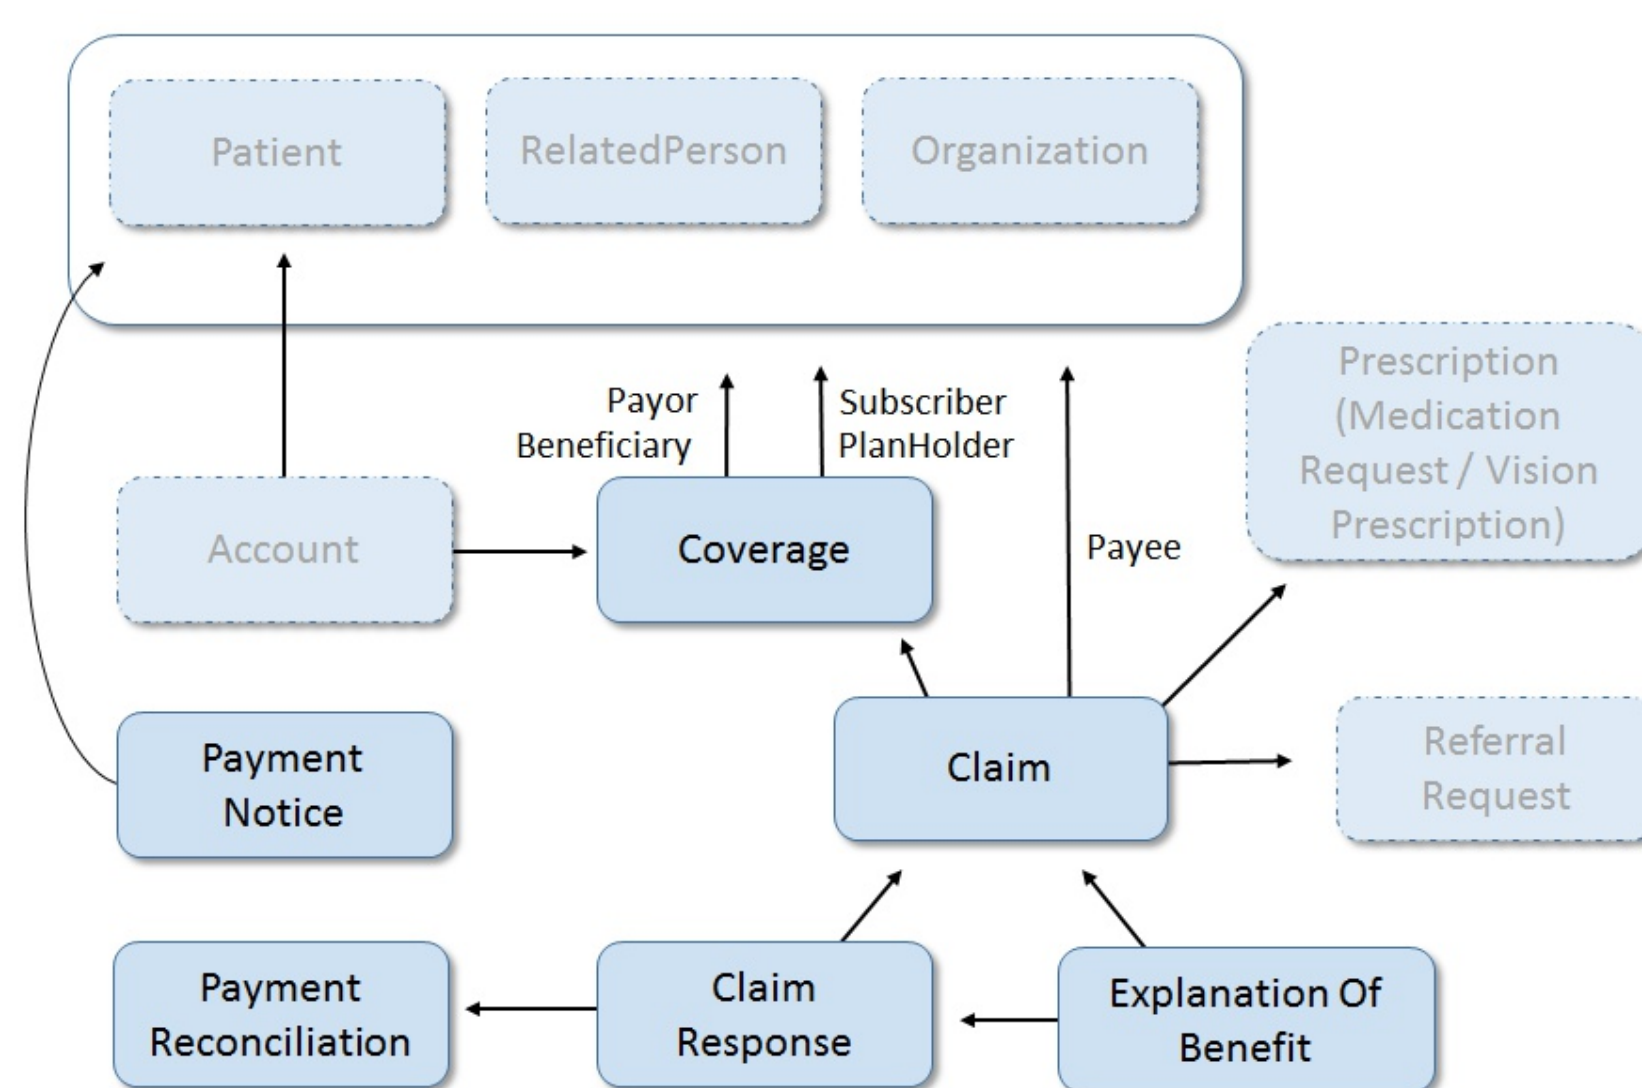 Patient
RelatedPerson
Organization
Prescription
(Medication
Request / Vision
Prescription)
Payor
Beneficiary
Subscriber
PlanHolder
Account
Coverage
Payee
Payment
Notice
Claim
Referral
Request
Payment
Reconciliation
Claim
Response
Explanation Of
Benefit